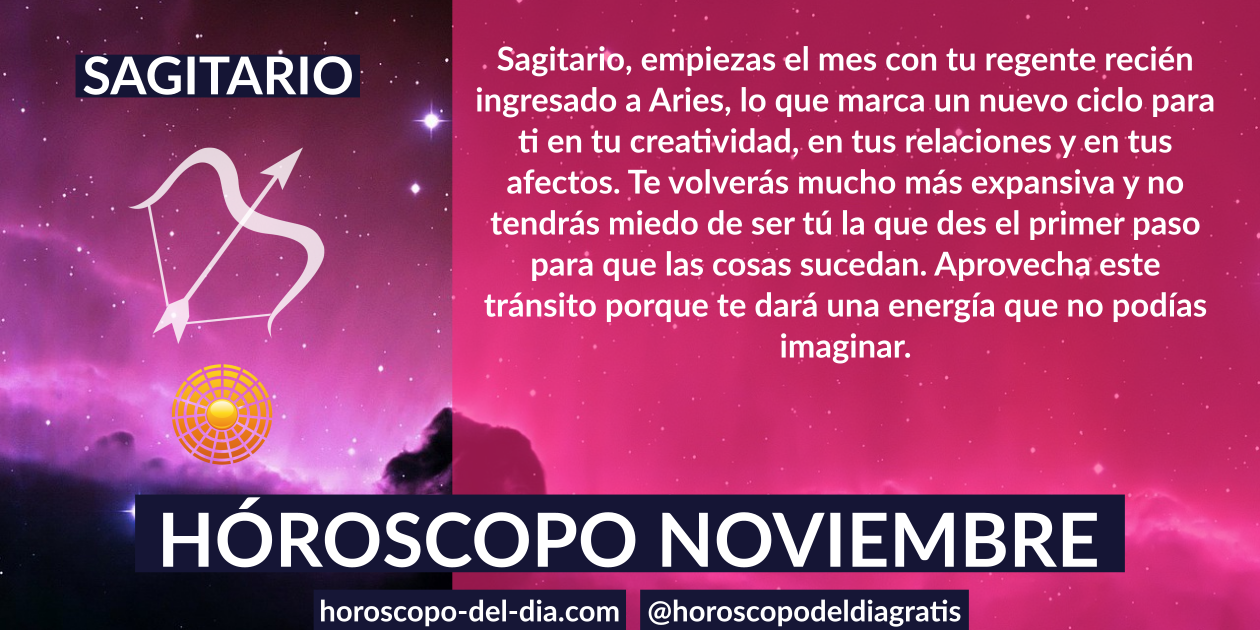 SAGITARIO
Sagitario, empiezas el mes con tu regente recién
ingresado a Aries, lo que marca un nuevo ciclo para
ti en tu creatividad, en tus relaciones y en tus
afectos. Te volverás mucho más expansiva y no
tendrás miedo de ser tú la que des el primer paso
para que las cosas sucedan. Aprovecha este
tránsito porque te dará una energía que no podías
imaginar.
HÓROSCOPO NOVIEMBRE
horoscopo-del-dia.com
@horoscopodeldiagratis